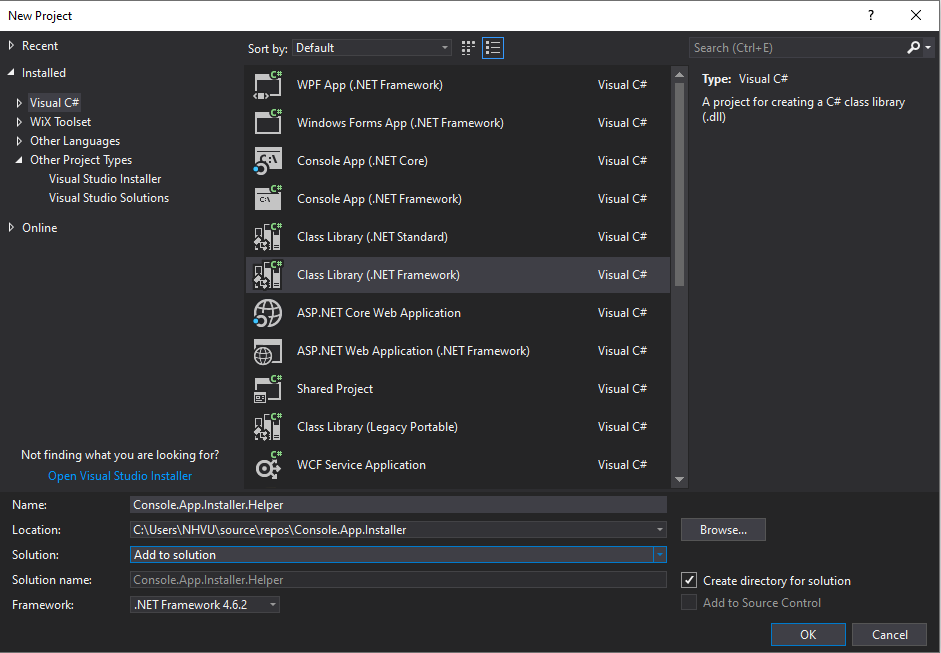 New Project
?
Recent
Installed
Visual C#
WiX Toolset
Other Languages
Other Project Types
Visual Studio Installer
Visual Studio Solutions
Online
Not finding what you are looking for?
Open Visual Studio Installer
Sort by: Default
WPF App (.NET Framework) Visual C#
Windows Forms App (.NET Framework) Visual C#
Console App (.NET Core) Visual C#
Console App (.NET Framework) Visual C#
Class Library (.NET Standard) Visual C#
Class Library (.NET Framework) Visual C#
ASP.NET Core Web Application Visual C#
ASP.NET Web Application (.NET Framework) Visual C#
Shared Project Visual C#
Class Library (Legacy Portable) Visual C#
WCF Service Application Visual C#
Search (Ctrl+E)
Type: Visual C#
A project for creating a C# class library
(.dll)
Name: Console.App.Installer.Helper
Location: C:\Users\NHVU\source\repos\Console.App.Installer Browse...
Solution: Add to solution
Solution name: Console.App.Installer.Helper
Create directory for solution
Framework: .NET Framework 4.6.2
Add to Source Control
OK Cancel